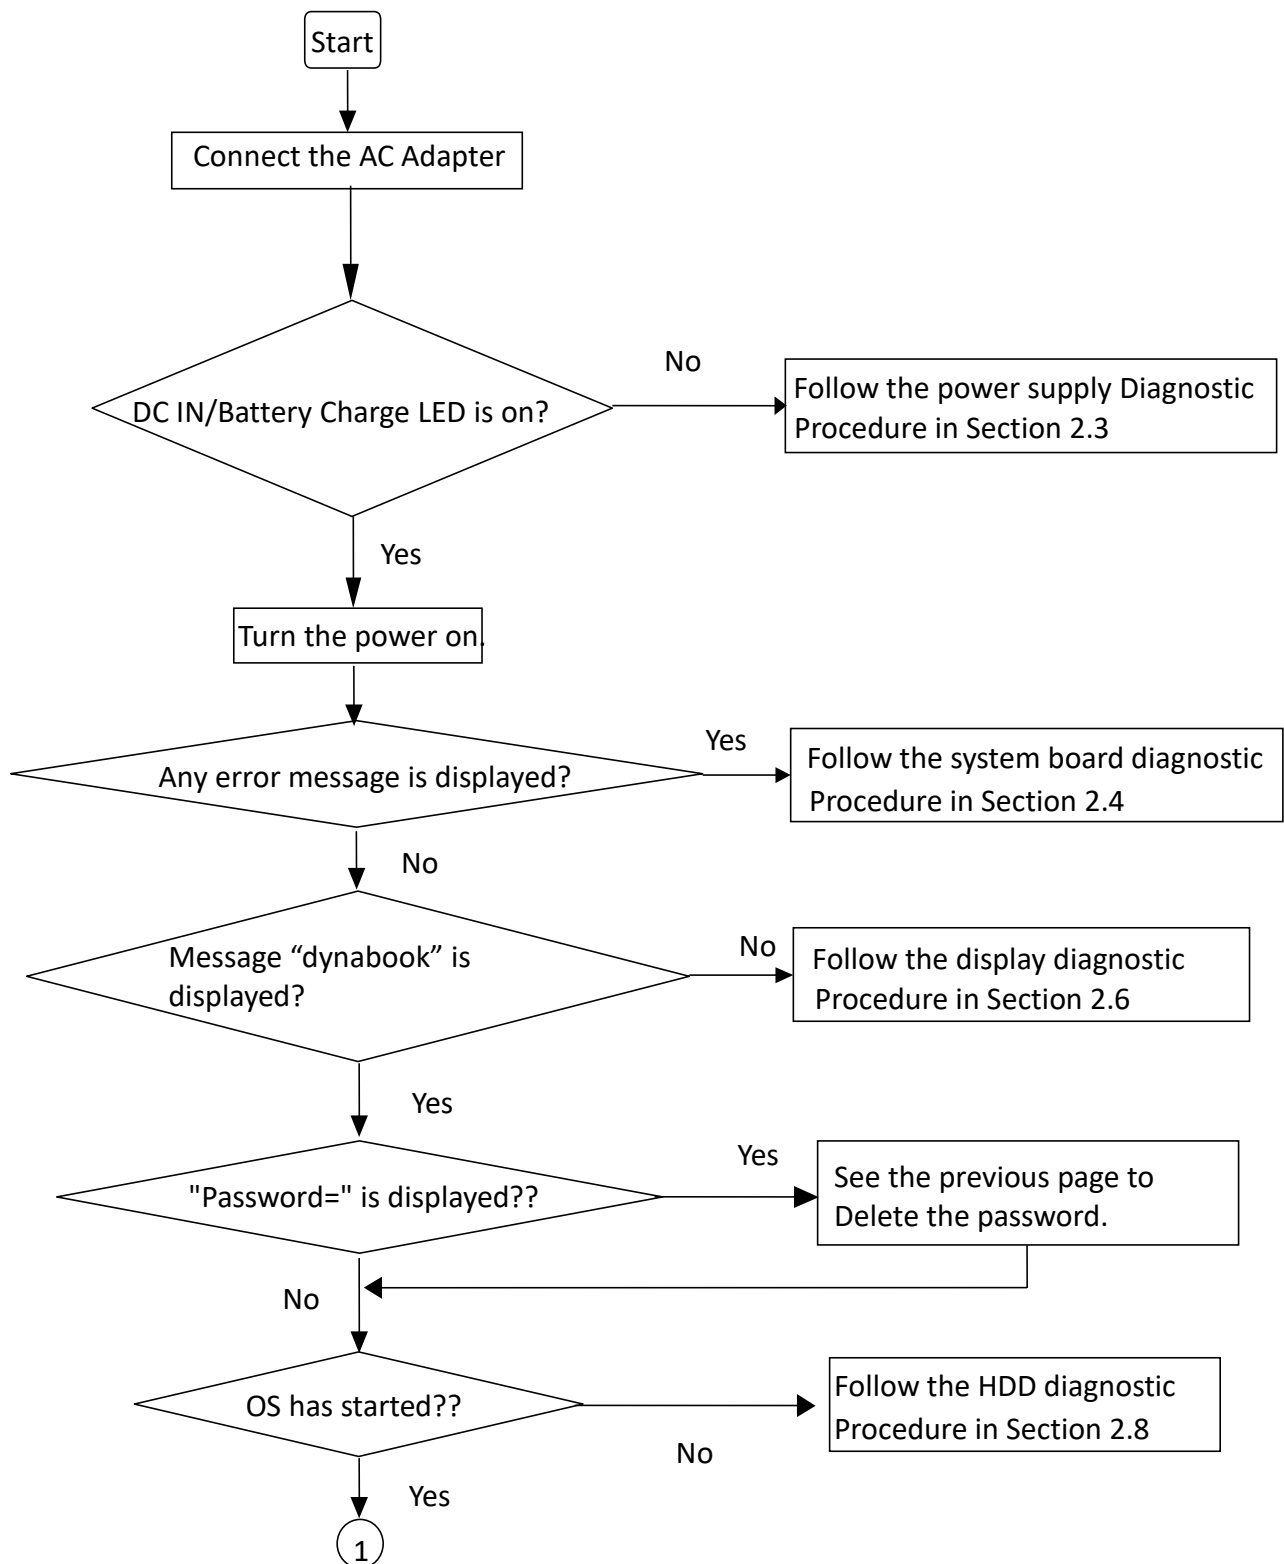 Start
Connect the AC Adapter
DC IN/Battery Charge LED is on?
No
Follow the power supply Diagnostic
Procedure in Section 2.3
Yes
Turn the power on.
Any error message is displayed?
Yes
Follow the system board diagnostic
Procedure in Section 2.4
No
Message “dynabook” is
displayed?
No
Follow the display diagnostic
Procedure in Section 2.6
Yes
"Password=" is displayed??
Yes
See the previous page to
Delete the password.
No
OS has started??
No
Follow the HDD diagnostic
Procedure in Section 2.8
Yes
1